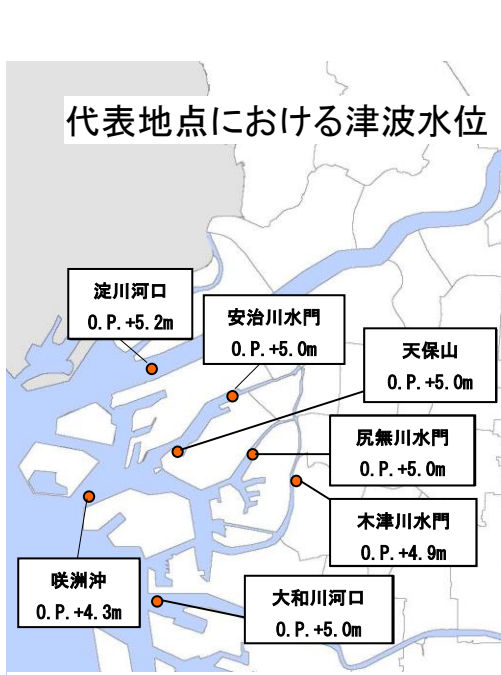 代表地点における津波水位
淀川河口
O.P.+5.2m
安治川水門
O.P.+5.0m
天保山
O.P.+5.0m
尻無川水門
O.P.+5.0m
木津川水門
O.P.+4.9m
咲洲沖
O.P.+4.3m
大和川河口
O.P.+5.0m